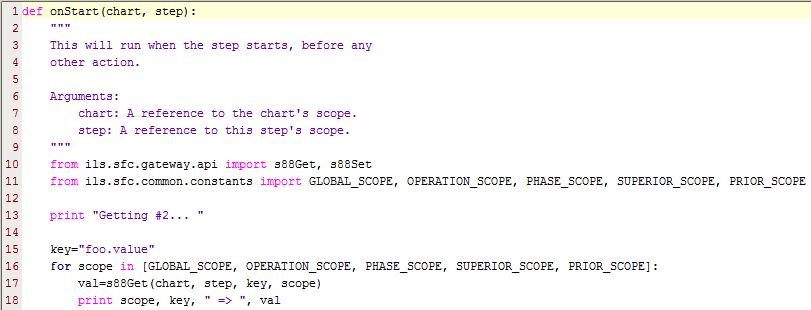 1 def onStart(chart, step):
2     """
3     This will run when the step starts, before any
4     other action.
5
6     Arguments:
7         chart: A reference to the chart's scope.
8         step: A reference to this step's scope.
9     """
10     from ils.sfc.gateway.api import s88Get, s88Set
11     from ils.sfc.common.constants import GLOBAL_SCOPE, OPERATION_SCOPE, PHASE_SCOPE, SUPERIOR_SCOPE, PRIOR_SCOPE
12
13     print "Getting #2... "
14
15     key="foo.value"
16     for scope in [GLOBAL_SCOPE, OPERATION_SCOPE, PHASE_SCOPE, SUPERIOR_SCOPE, PRIOR_SCOPE]:
17         val=s88Get(chart, step, key, scope)
18         print scope, key, " => ", val